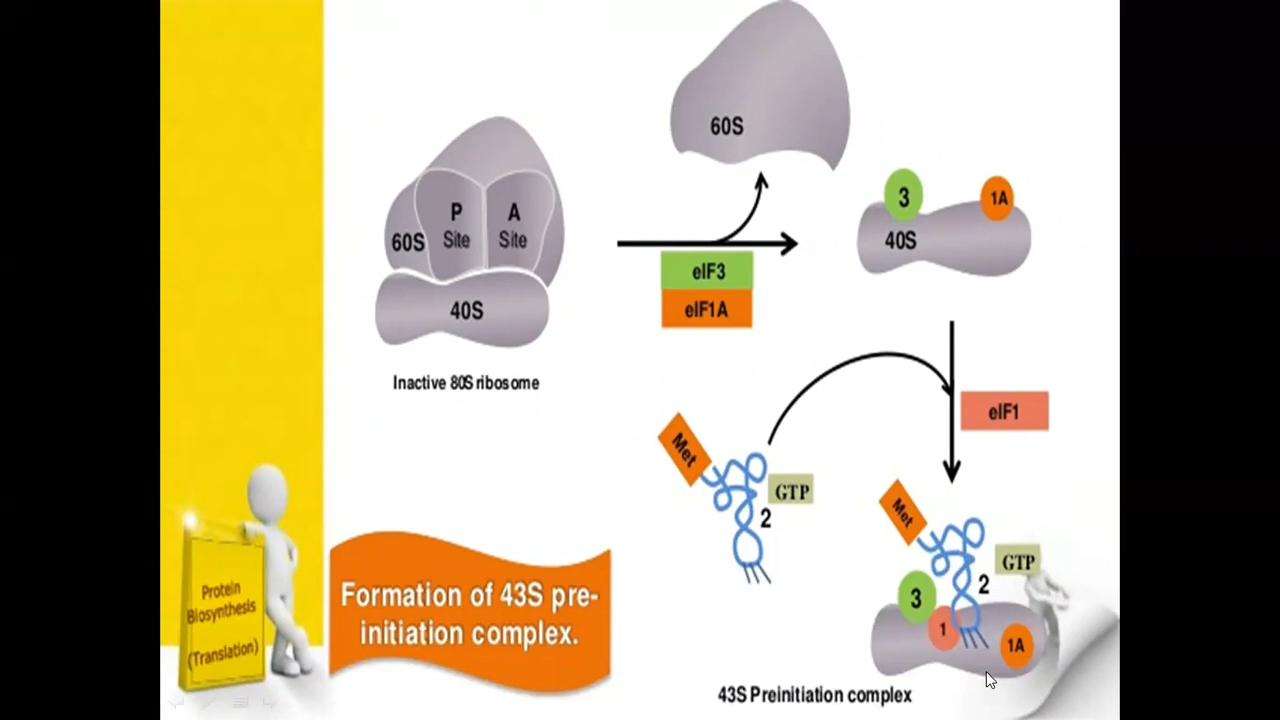 60S
P
Site
A
Site
60S
40S
Inactive 80S ribosome
eIF3
eIF1A
3
1A
40S
eIF1
Met
GTP
2
Met
GTP
2
3
1
1A
43S Preinitiation complex
Formation of 43S pre-
initiation complex.
Protein
Biosynthesis
(Translation)